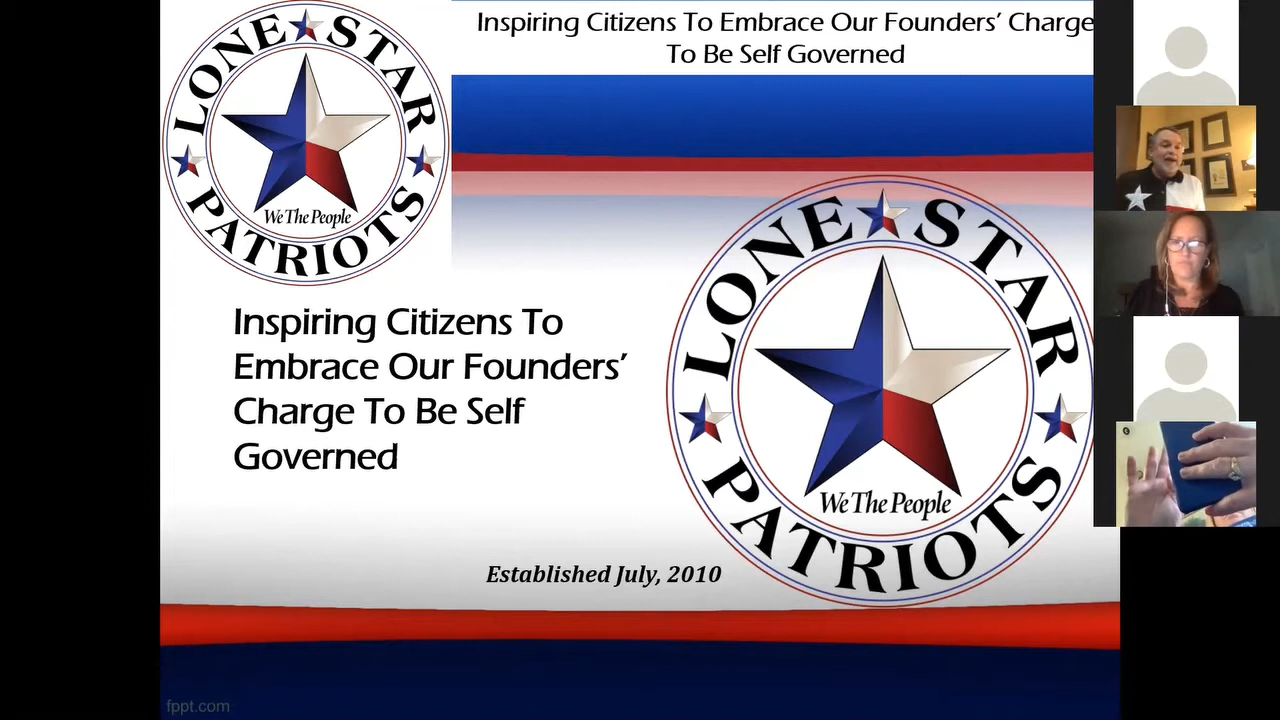 LONE STAR
PATRIOTS
We The People
Inspiring Citizens To Embrace Our Founders’ Charge
To Be Self Governed
Inspiring Citizens To
Embrace Our Founders’
Charge To Be Self
Governed
LONE STAR
PATRIOTS
We The People
Established July, 2010
fppt.com